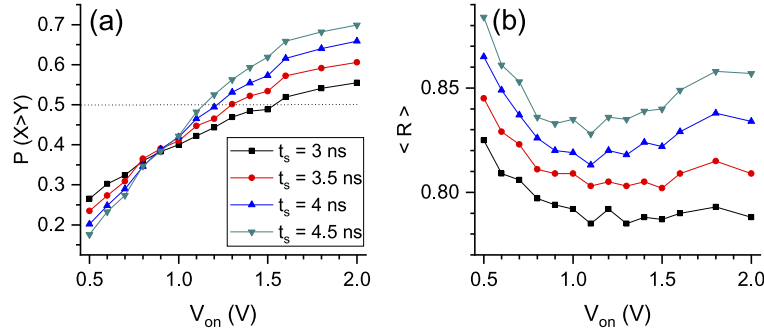 (a)
P (X>Y)
0.7
0.6
0.5
0.4
0.3
0.2
t_s = 3 ns
t_s = 3.5 ns
t_s = 4 ns
t_s = 4.5 ns
0.5 1.0 1.5 2.0
V_on (V)
(b)
< R >
0.85
0.80
0.5 1.0 1.5 2.0
V_on (V)